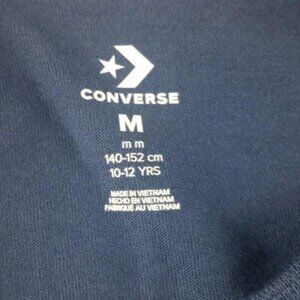 CONVERSE
M
m m
140-152 cm
10-12 YRS
MADE IN VIETNAM
HECHO EN VIETNAM
FABRIQUÉ AU VIETNAM